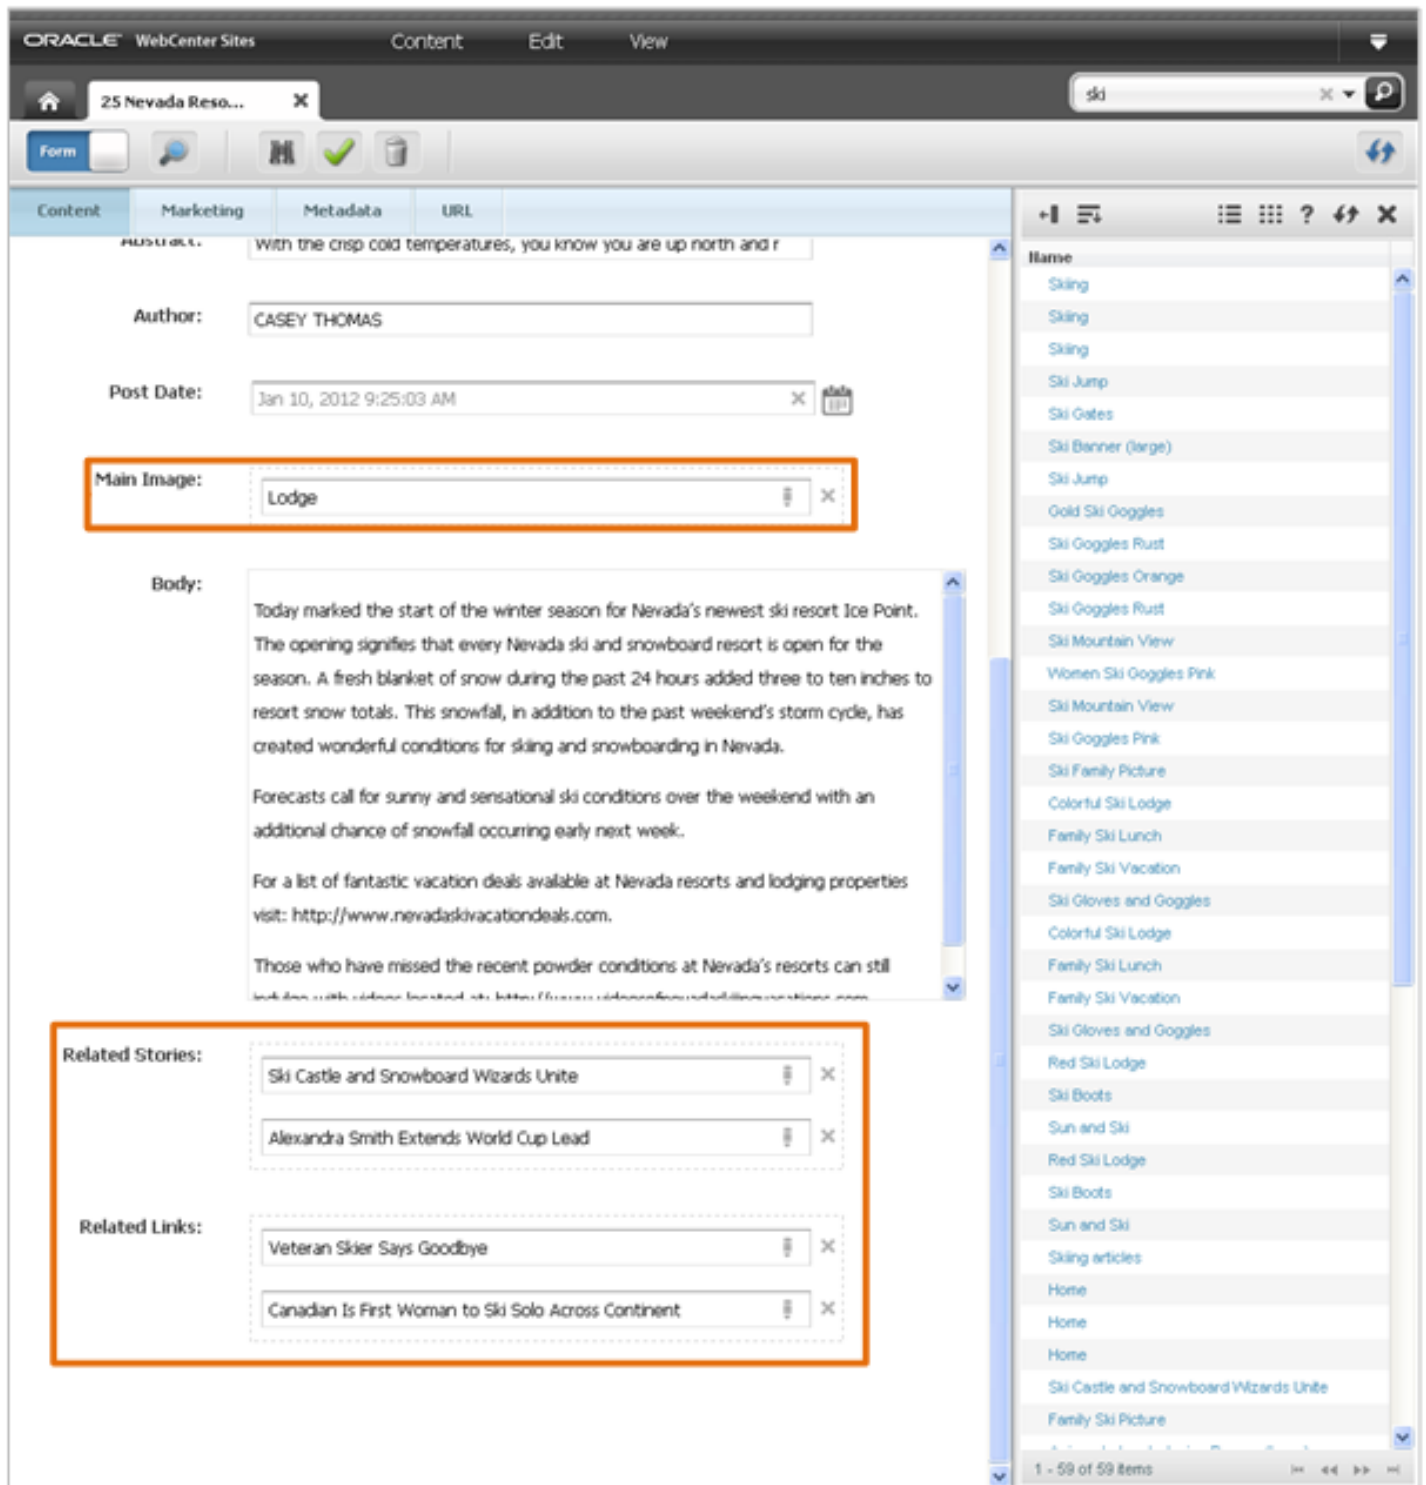 ORACLE WebCenter Sites Content Edit View
25 Nevada Reso...
ski
Form
Content Marketing Metadata URL
Abstract: With the crisp cold temperatures, you know you are up north and r
Author: CASEY THOMAS
Post Date: Jan 10, 2012 9:25:03 AM
Main Image: Lodge
Body:
Today marked the start of the winter season for Nevada's newest ski resort Ice Point.
The opening signifies that every Nevada ski and snowboard resort is open for the
season. A fresh blanket of snow during the past 24 hours added three to ten inches to
resort snow totals. This snowfall, in addition to the past weekend's storm cycle, has
created wonderful conditions for skiing and snowboarding in Nevada.
Forecasts call for sunny and sensational ski conditions over the weekend with an
additional chance of snowfall occurring early next week.
For a list of fantastic vacation deals available at Nevada resorts and lodging properties
visit: http://www.nevadaskivacationdeals.com.
Those who have missed the recent powder conditions at Nevada's resorts can still
indulge with videos located at: http://www.
Related Stories:
Ski Castle and Snowboard Wizards Unite
Alexandra Smith Extends World Cup Lead
Related Links:
Veteran Skier Says Goodbye
Canadian Is First Woman to Ski Solo Across Continent
?
Name
Skiing
Skiing
Skiing
Ski Jump
Ski Gates
Ski Banner (large)
Ski Jump
Gold Ski Goggles
Ski Goggles Rust
Ski Goggles Orange
Ski Goggles Rust
Ski Mountain View
Women Ski Goggles Pink
Ski Mountain View
Ski Goggles Pink
Ski Family Picture
Colorful Ski Lodge
Family Ski Lunch
Family Ski Vacation
Ski Gloves and Goggles
Colorful Ski Lodge
Family Ski Lunch
Family Ski Vacation
Ski Gloves and Goggles
Red Ski Lodge
Ski Boots
Sun and Ski
Red Ski Lodge
Ski Boots
Sun and Ski
Skiing articles
Home
Home
Home
Ski Castle and Snowboard Wizards Unite
Family Ski Picture
1 - 59 of 59 items